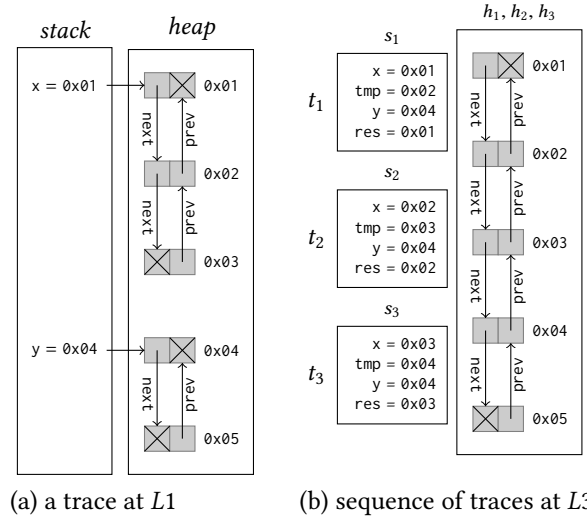 stack
heap
x = 0x01
0x01
next
prev
0x02
next
prev
0x03
y = 0x04
0x04
next
prev
0x05
(a) a trace at L1
s1
h1, h2, h3
t1
x = 0x01
tmp = 0x02
y = 0x04
res = 0x01
s2
t2
x = 0x02
tmp = 0x03
y = 0x04
res = 0x02
s3
t3
x = 0x03
tmp = 0x04
y = 0x04
res = 0x03
0x01
next
prev
0x02
next
prev
0x03
next
prev
0x04
next
prev
0x05
(b) sequence of traces at L3